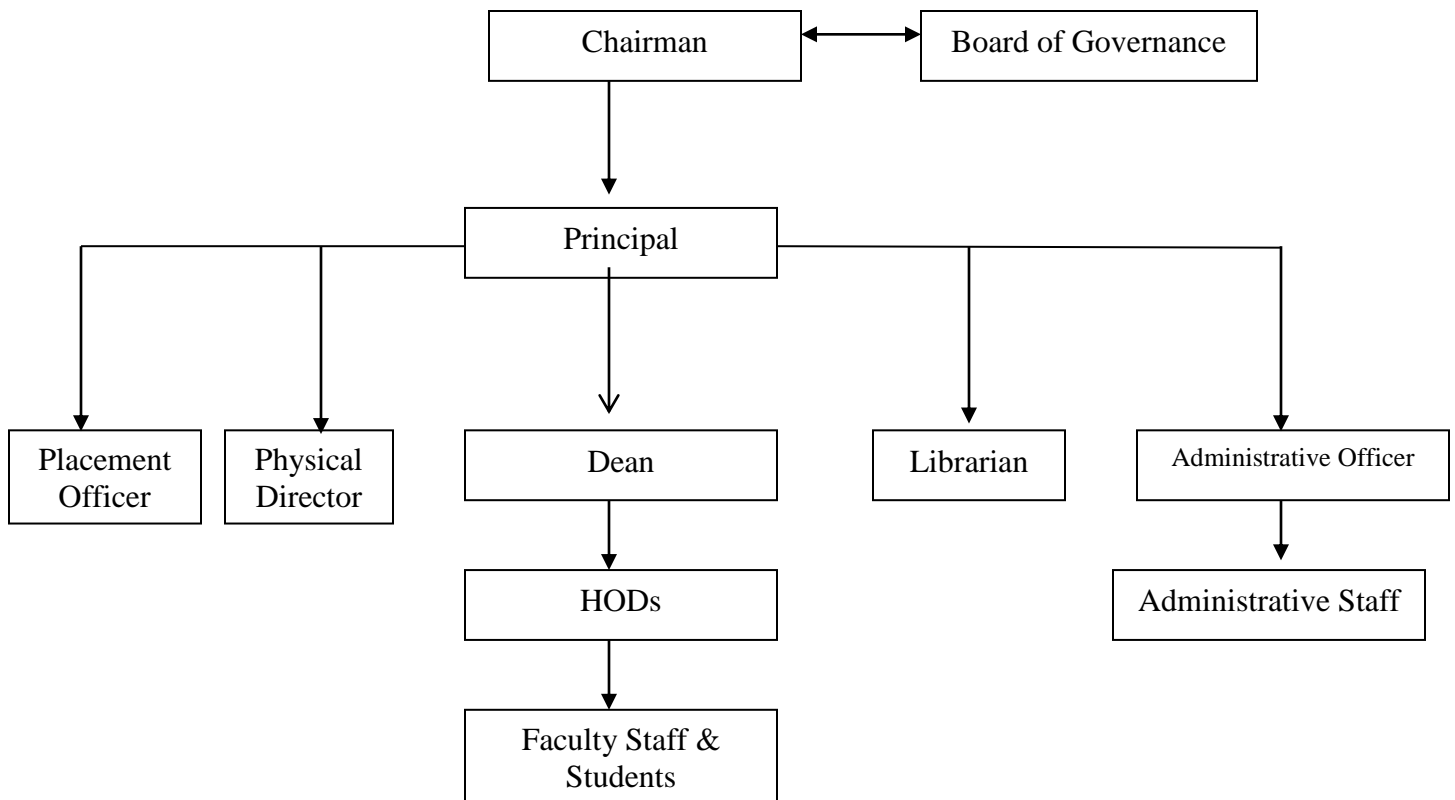 Chairman
Board of Governance
Principal
Placement
Officer
Physical
Director
Dean
Librarian
Administrative Officer
HODs
Administrative Staff
Faculty Staff &
Students